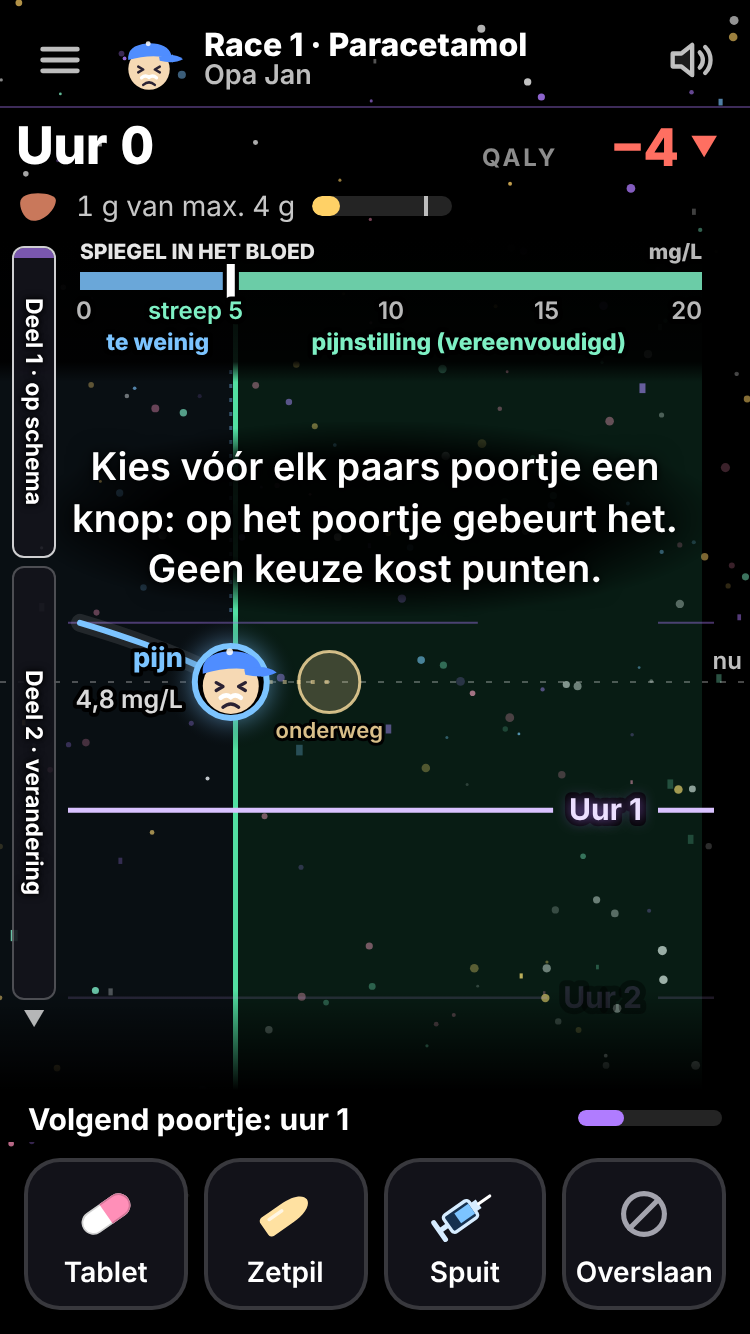 Race 1 · Paracetamol
Opa Jan
Uur 0
QALY
−4
1 g van max. 4 g
SPIEGEL IN HET BLOED
mg/L
0
streep 5
10
15
20
te weinig
pijnstilling (vereenvoudigd)
Deel 1 · op schema
Kies vóór elk paars poortje een
knop: op het poortje gebeurt het.
Geen keuze kost punten.
pijn
4,8 mg/L
onderweg
nu
Deel 2 · verandering
Uur 1
Uur 2
Volgend poortje: uur 1
Tablet
Zetpil
Spuit
Overslaan